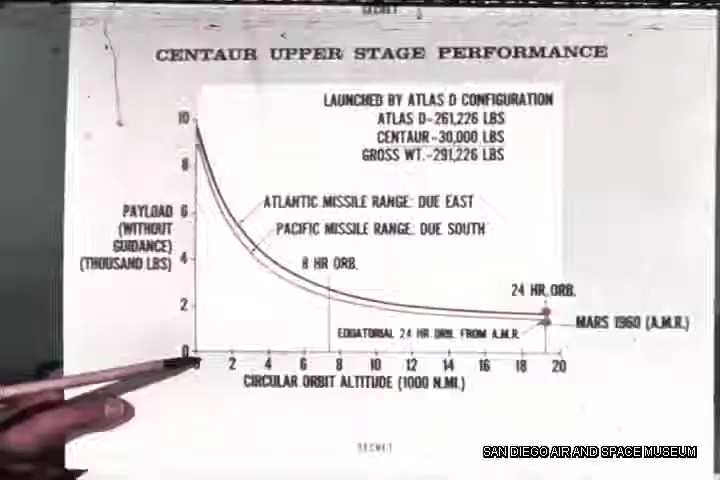 SECRET
CENTAUR UPPER STAGE PERFORMANCE
LAUNCHED BY ATLAS D CONFIGURATION
ATLAS D-261,226 LBS
CENTAUR-30,000 LBS
GROSS WT.-291,226 LBS
10
8
6
4
2
0
PAYLOAD
(WITHOUT
GUIDANCE)
(THOUSAND LBS)
ATLANTIC MISSILE RANGE: DUE EAST
PACIFIC MISSILE RANGE: DUE SOUTH
8 HR ORB.
24 HR. ORB.
MARS 1960 (A.M.R.)
EQUATORIAL 24 HR. ORB. FROM A.M.R.
0 2 4 6 8 10 12 14 16 18 20
CIRCULAR ORBIT ALTITUDE (1000 N.MI.)
SECRET
SAN DIEGO AIR AND SPACE MUSEUM